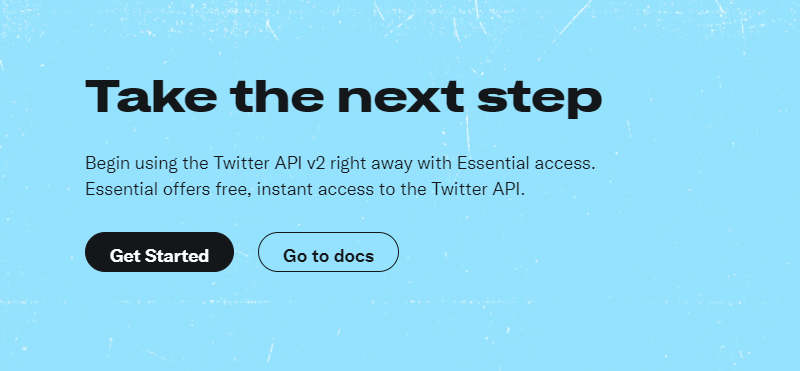 Take the next step
Begin using the Twitter API v2 right away with Essential access.
Essential offers free, instant access to the Twitter API.
Get Started
Go to docs